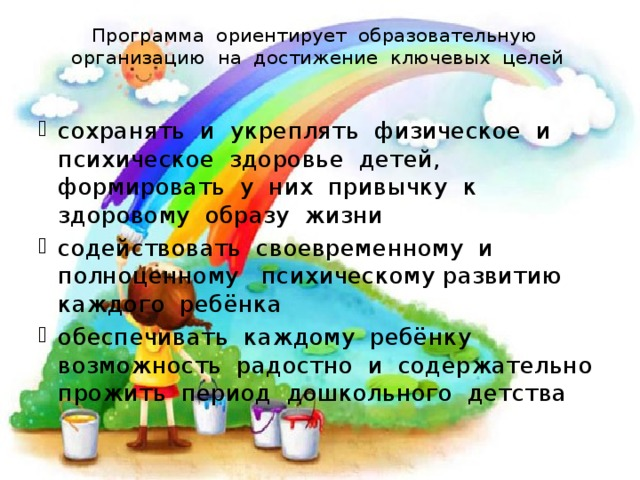 Программа ориентирует образовательную
организацию на достижение ключевых целей
сохранять и укреплять физическое и
психическое здоровье детей,
формировать у них привычку к
здоровому образу жизни
содействовать своевременному и
полноценному психическому развитию
каждого ребёнка
обеспечивать каждому ребёнку
возможность радостно и содержательно
прожить период дошкольного детства